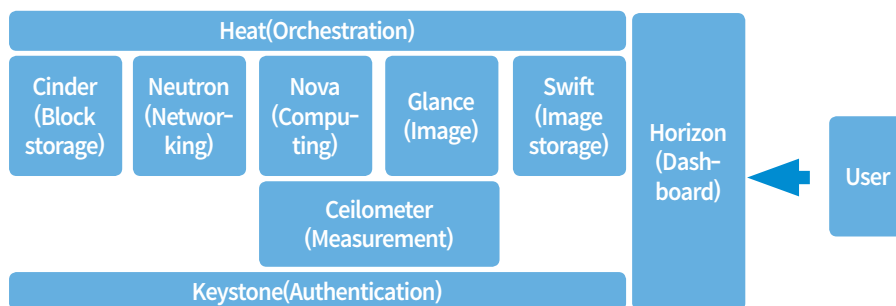 Heat(Orchestration)
Cinder
(Block
storage)
Neutron
(Networ-
king)
Nova
(Compu-
ting)
Glance
(Image)
Swift
(Image
storage)
Horizon
(Dash-
board)
User
Ceilometer
(Measurement)
Keystone(Authentication)